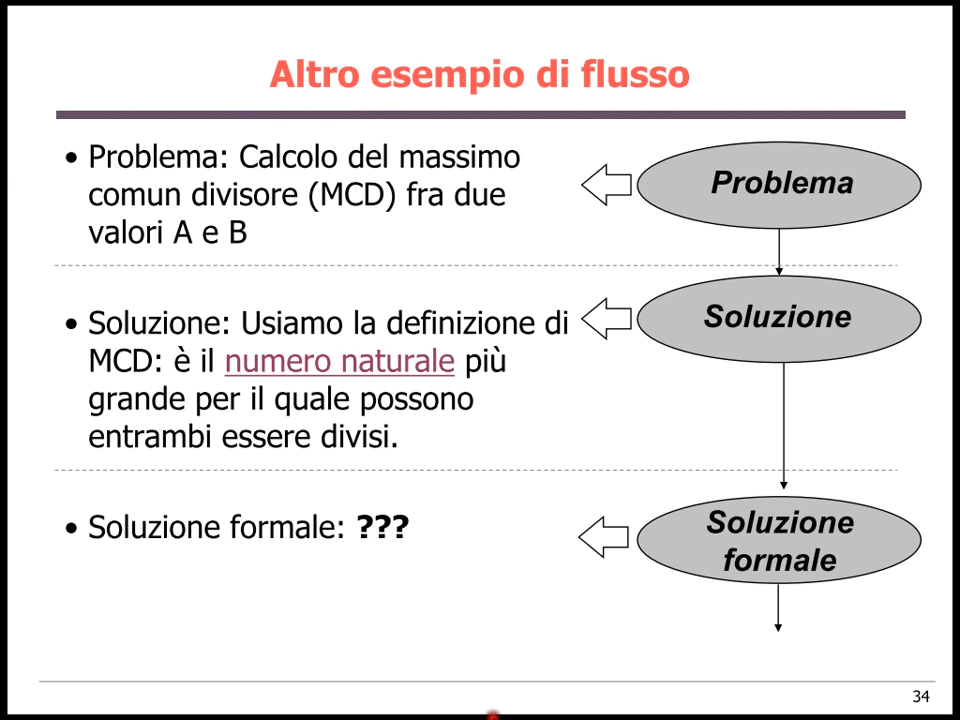 Altro esempio di flusso
• Problema: Calcolo del massimo
comun divisore (MCD) fra due
valori A e B
Problema
• Soluzione: Usiamo la definizione di
MCD: è il numero naturale più
grande per il quale possono
entrambi essere divisi.
Soluzione
• Soluzione formale: ???
Soluzione
formale
34